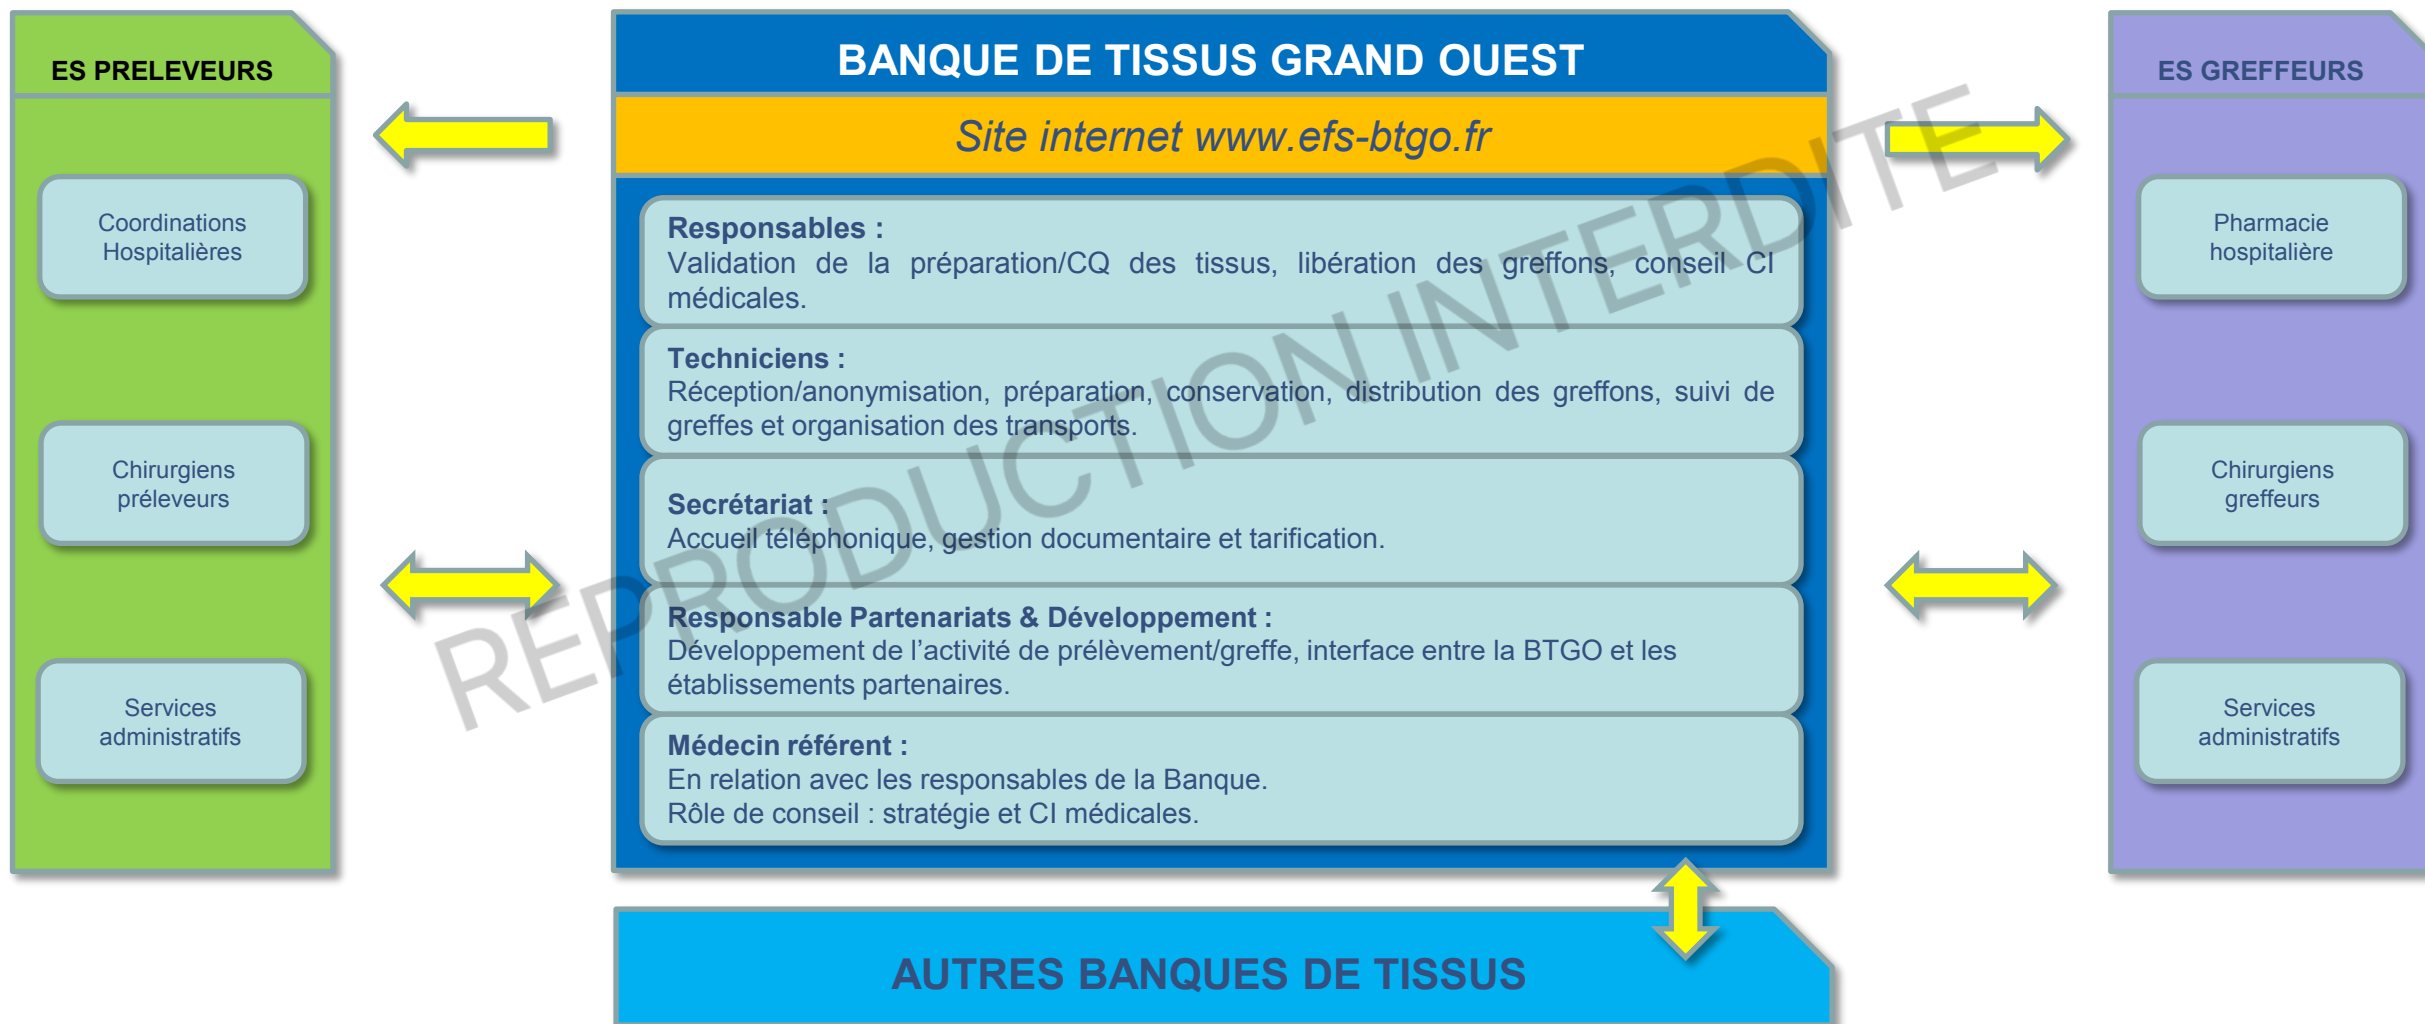 ES PRELEVEURS
Coordinations
Hospitalières
Chirurgiens
préleveurs
Services
administratifs
BANQUE DE TISSUS GRAND OUEST
Site internet www.efs-btgo.fr
Responsables :
Validation de la préparation/CQ des tissus, libération des greffons, conseil CI
médicales.
Techniciens :
Réception/anonymisation, préparation, conservation, distribution des greffons, suivi de
greffes et organisation des transports.
Secrétariat :
Accueil téléphonique, gestion documentaire et tarification.
Responsable Partenariats & Développement :
Développement de l’activité de prélèvement/greffe, interface entre la BTGO et les
établissements partenaires.
Médecin référent :
En relation avec les responsables de la Banque.
Rôle de conseil : stratégie et CI médicales.
ES GREFFEURS
Pharmacie
hospitalière
Chirurgiens
greffeurs
Services
administratifs
AUTRES BANQUES DE TISSUS
REPRODUCTION INTERDITE